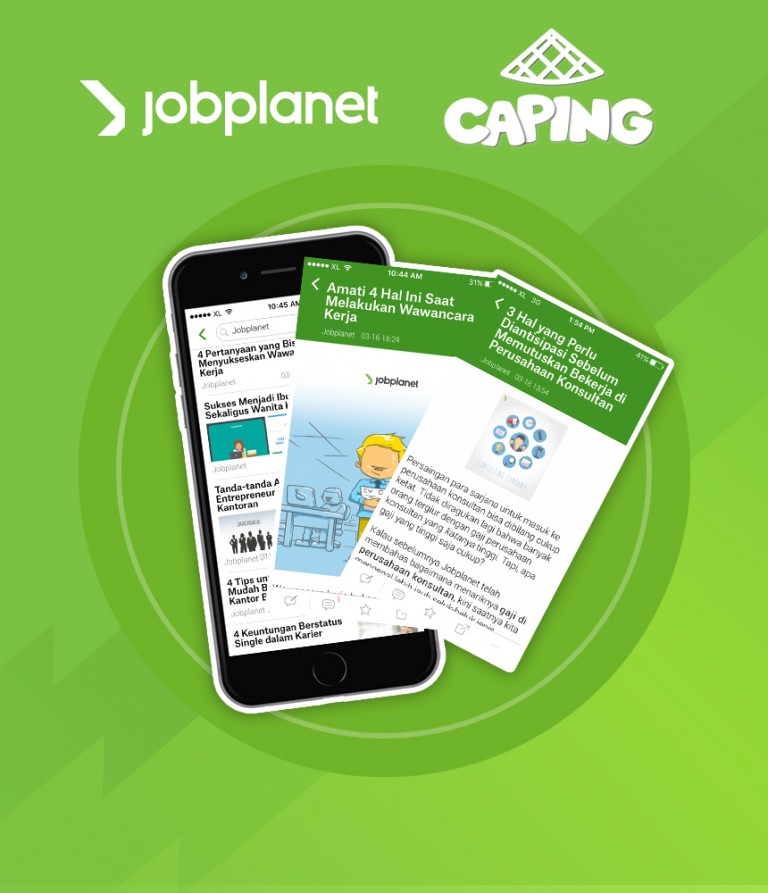 jobplanet
CAPING
XL
10:45 AM
Jobplanet
4 Pertanyaan yang Bis
Menyukseskan Wawa
Kerja
Jobplanet
03-
Sukses Menjadi Ibu
Sekaligus Wanita K
Jobplanet
Tanda-tanda A
Entrepreneur
Kantoran
Jobplanet
4 Tips un
Mudah B
Kantor B
Jobplanet
4 Keuntungan Berstatus
Single dalam Karier
XL
10:44 AM
31%
Amati 4 Hal Ini Saat
Melakukan Wawancara
Kerja
Jobplanet 03-16 16:24
jobplanet
CV
XL 3G
1:54 PM
41%
3 Hal yang Perlu
Diantisipasi Sebelum
Memutuskan Bekerja di
Perusahaan Konsultan
Jobplanet 03-18 13:54
Persaingan para sarjana untuk masuk ke
perusahaan konsultan bisa dibilang cukup
ketat. Tidak diragukan lagi bahwa banyak
orang tergiur dengan gaji perusahaan
konsultan yang katanya tinggi. Tapi, apa
gaji yang tinggi saja cukup?
Kalau sebelumnya Jobplanet telah
membahas bagaimana menariknya gaji di
perusahaan konsultan, kini saatnya kita